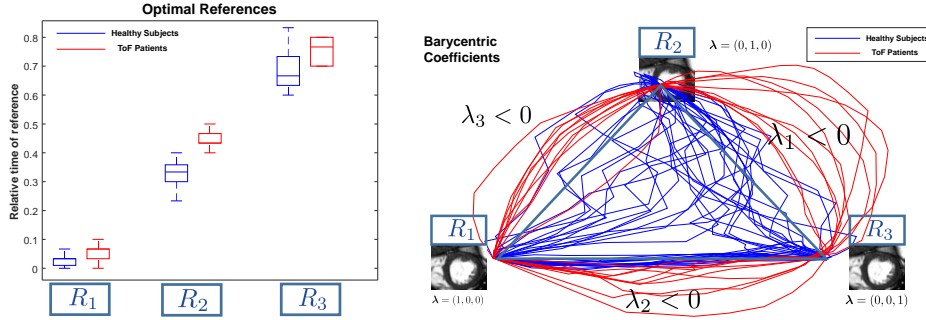 Optimal References
Healthy Subjects
ToF Patients
Relative time of reference
0.8
0.7
0.6
0.5
0.4
0.3
0.2
0.1
0
R1
R2
R3
Barycentric
Coefficients
R2
λ = (0, 1, 0)
Healthy Subjects
ToF Patients
λ3 < 0
λ1 < 0
R1
R3
λ2 < 0
λ = (1, 0, 0)
λ = (0, 0, 1)